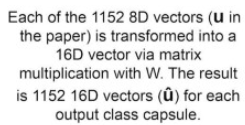 Each of the 1152 8D vectors (u in
the paper) is transformed into a
16D vector via matrix
multiplication with W. The result
is 1152 16D vectors (û) for each
output class capsule.